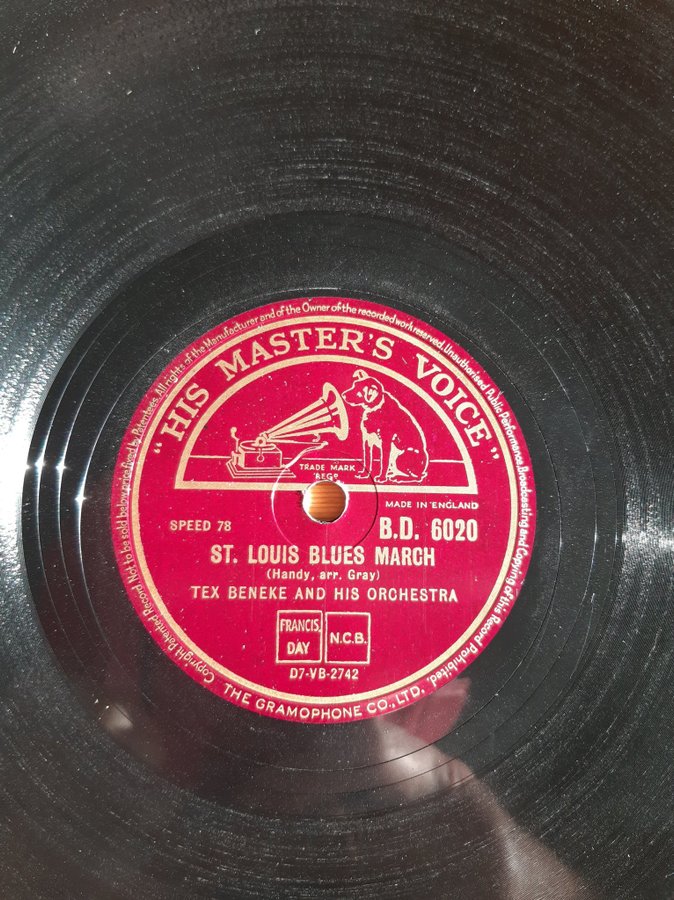 Copyright Patented Record. Not to be sold below price fixed by Patentees. All rights of the Manufacturer and of the Owner of the recorded work reserved. Unauthorised Public Performance, Broadcasting and Copying of this Record Prohibited.
"HIS MASTER'S VOICE"
TRADE MARK
REGD
MADE IN ENGLAND
SPEED 78
B.D. 6020
ST. LOUIS BLUES MARCH
(Handy, arr. Gray)
TEX BENEKE AND HIS ORCHESTRA
FRANCIS,
DAY
N.C.B.
D7-VB-2742
THE GRAMOPHONE CO., LTD.